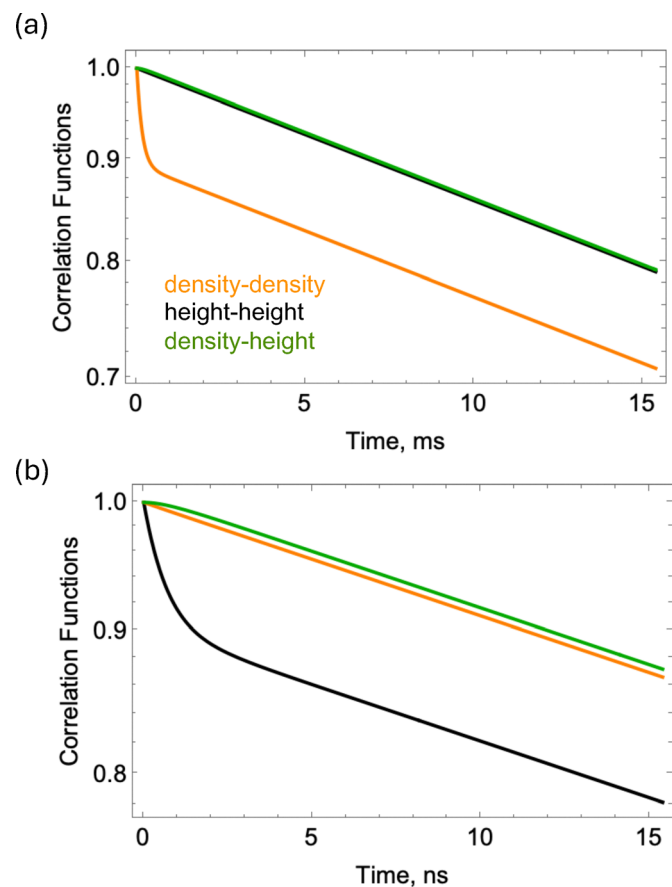 (a)
1.0
0.9
0.8
0.7
Correlation Functions
density-density
height-height
density-height
0 5 10 15
Time, ms
(b)
1.0
0.9
0.8
Correlation Functions
0 5 10 15
Time, ns